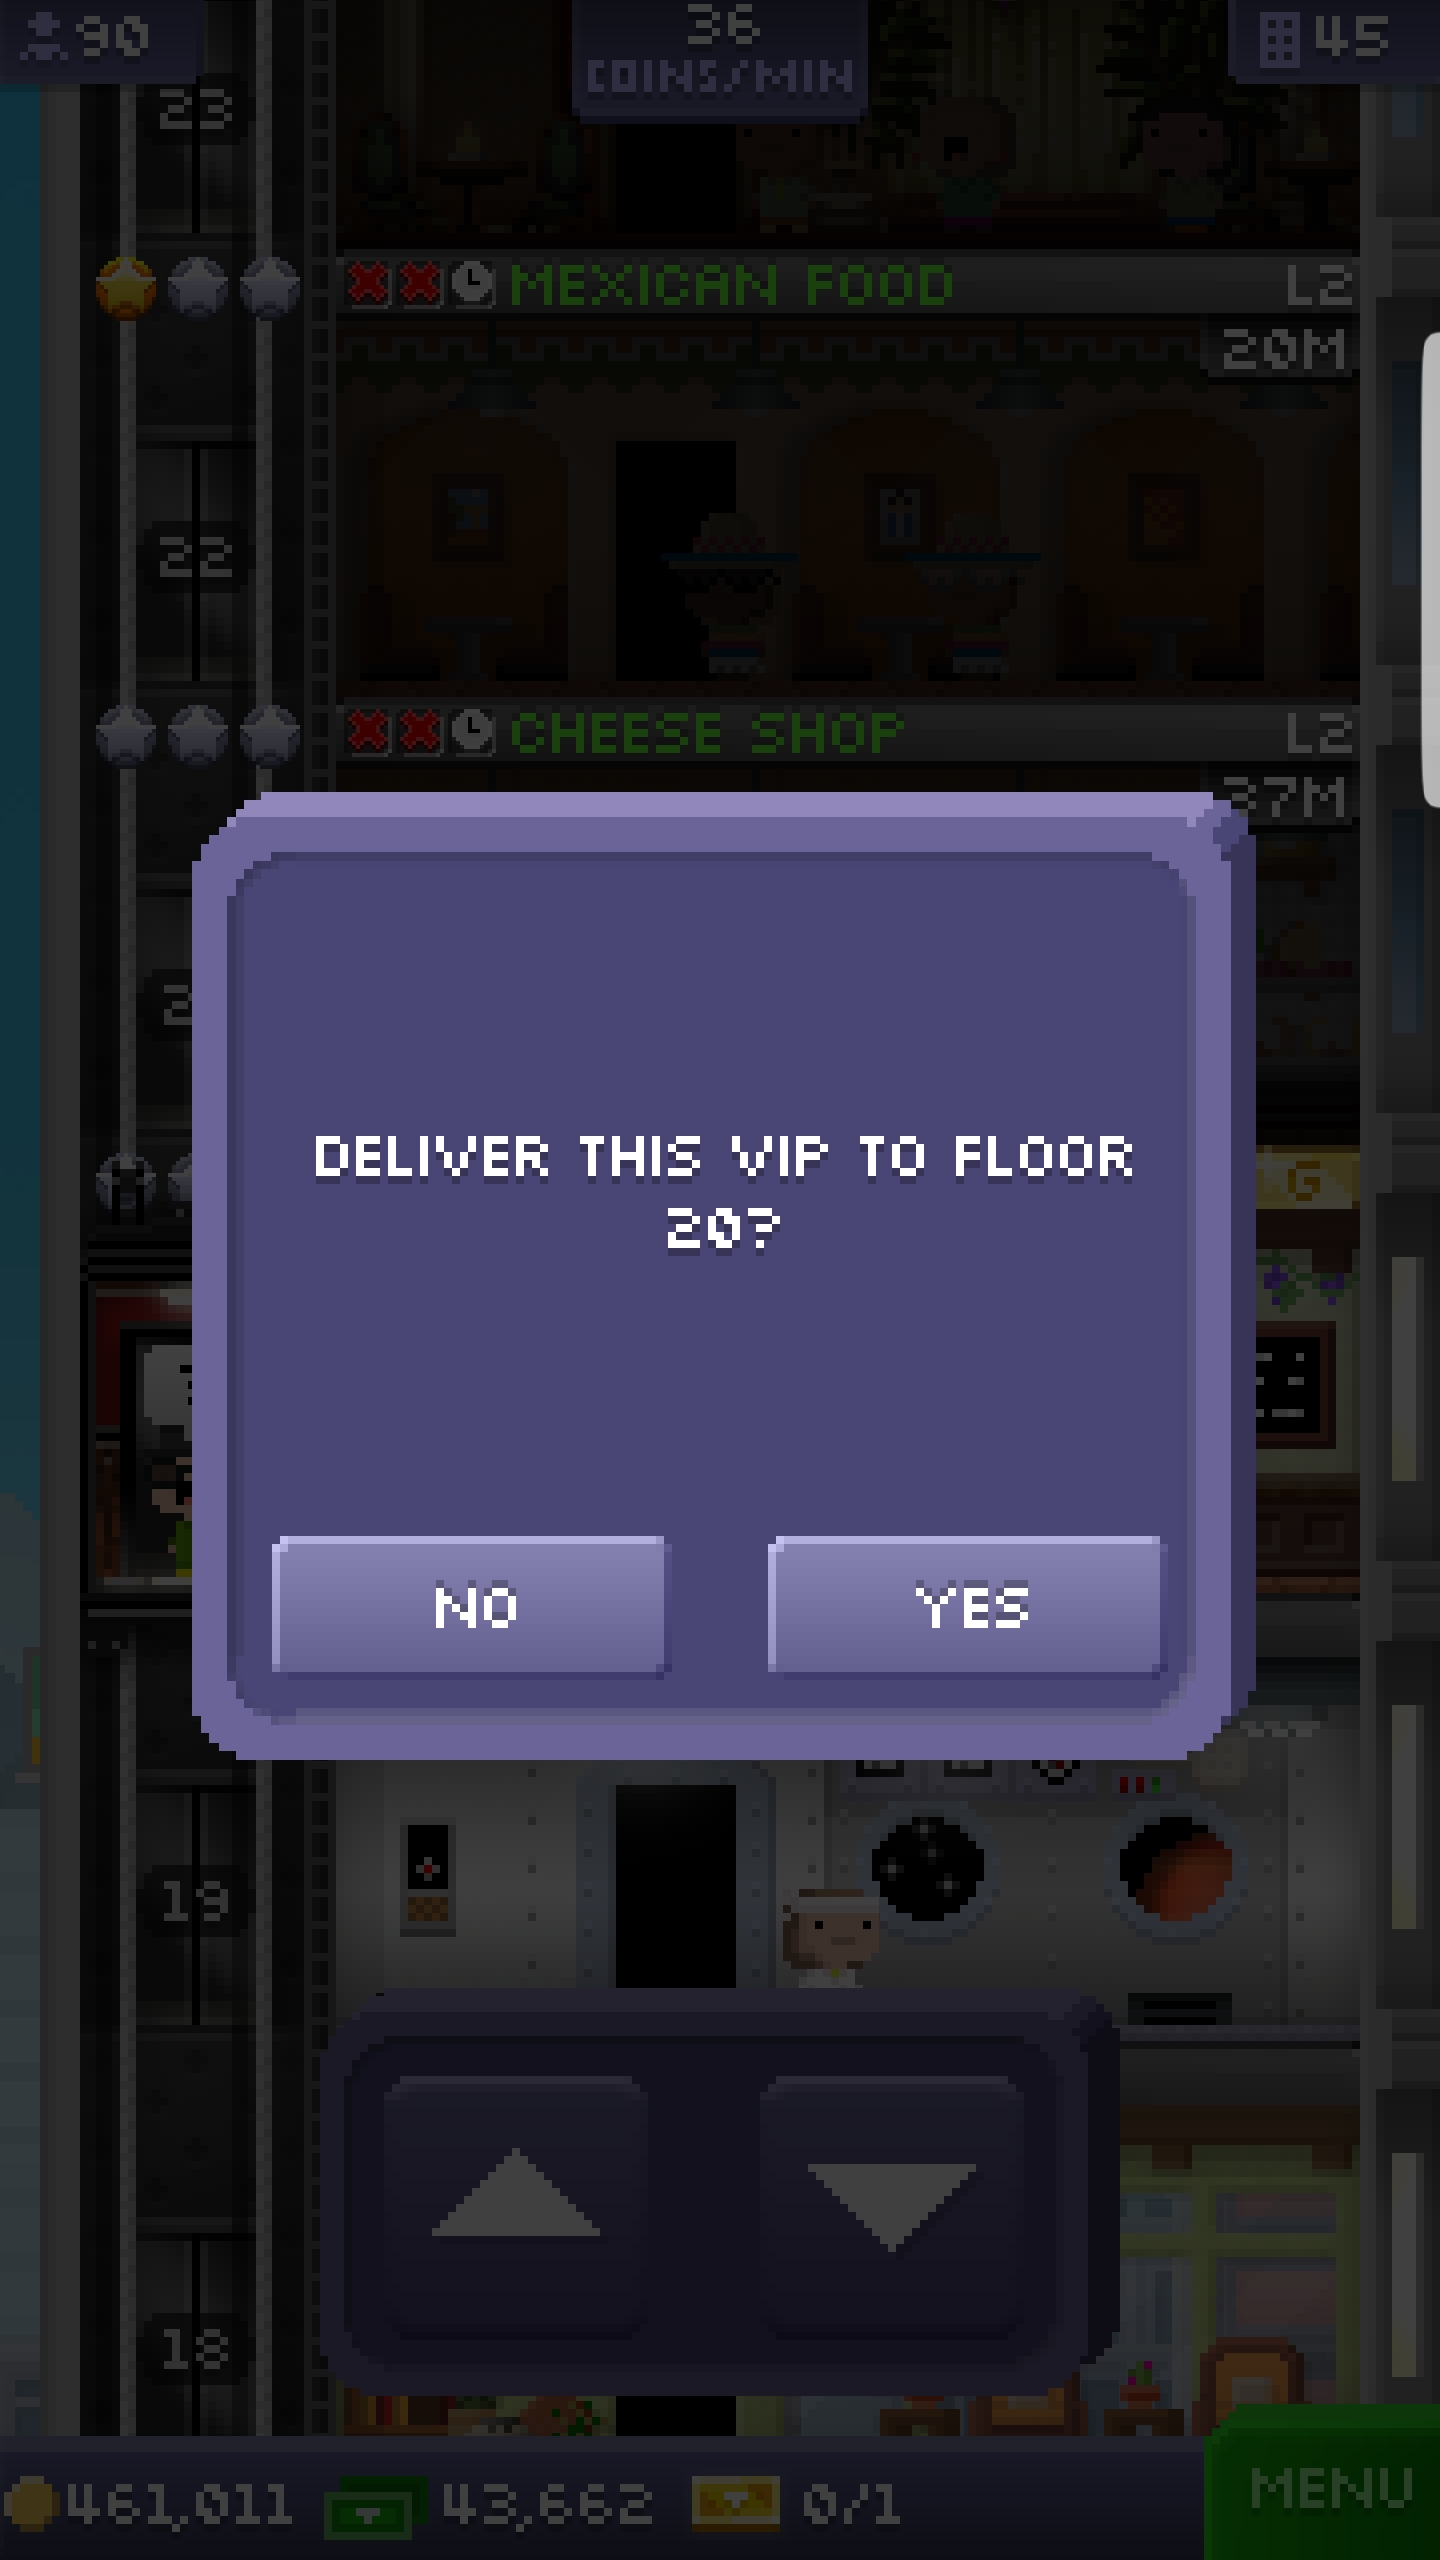 90
36
COINS/MIN
45
23
MEXICAN FOOD
L2
20M
22
CHEESE SHOP
L2
37M
G
DELIVER THIS VIP TO FLOOR
20?
NO
YES
19
18
461,011
43,662
0/1
MENU